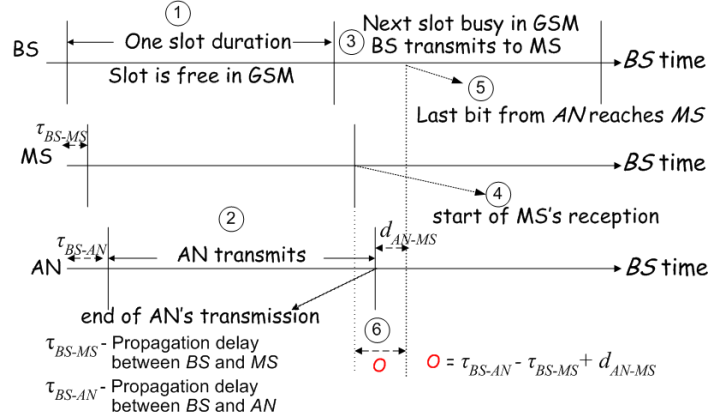 ①
Next slot busy in GSM
BS One slot duration ③ BS transmits to MS
Slot is free in GSM BS time
⑤
Last bit from AN reaches MS
τBS-MS
MS BS time
④
② start of MS's reception
dAN-MS
τBS-AN
AN AN transmits BS time
end of AN's transmission
⑥
τBS-MS - Propagation delay
between BS and MS
O O = τBS-AN - τBS-MS + dAN-MS
τBS-AN - Propagation delay
between BS and AN